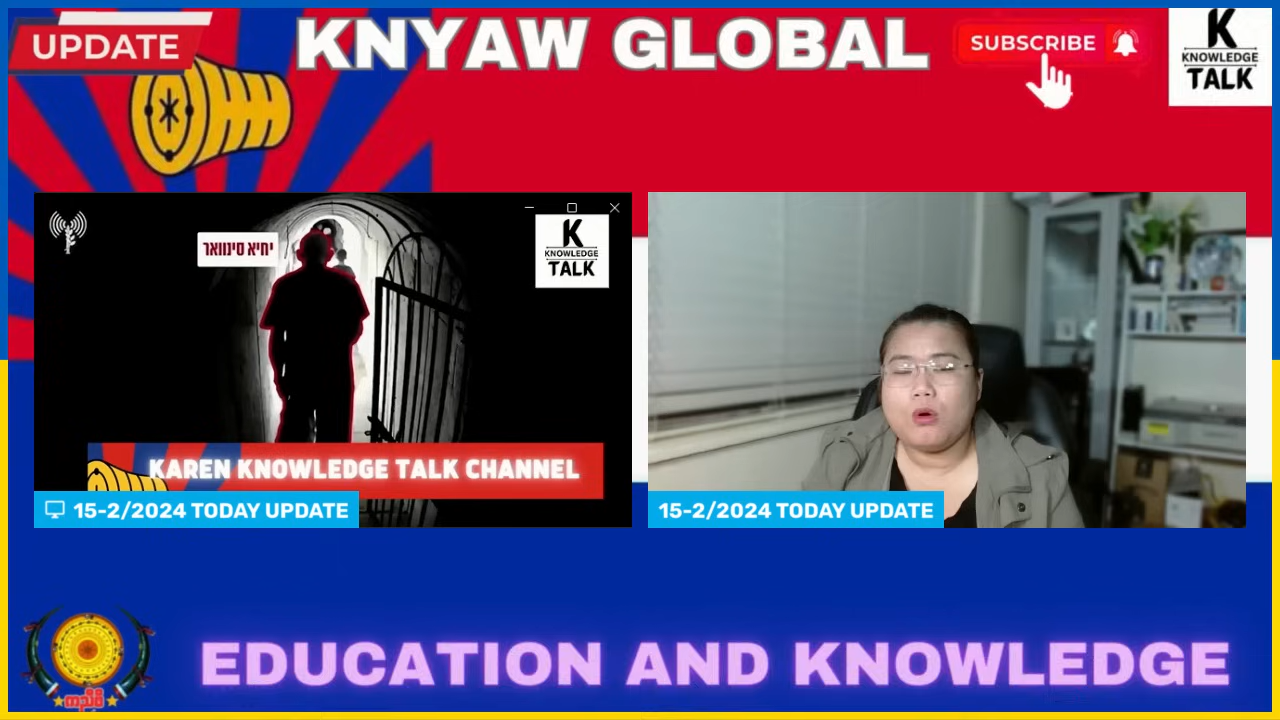 UPDATE
KNYAW GLOBAL
SUBSCRIBE
K
KNOWLEDGE
TALK
יחיא סינוואר
K
KNOWLEDGE
TALK
KAREN KNOWLEDGE TALK CHANNEL
15-2/2024 TODAY UPDATE
15-2/2024 TODAY UPDATE
EDUCATION AND KNOWLEDGE